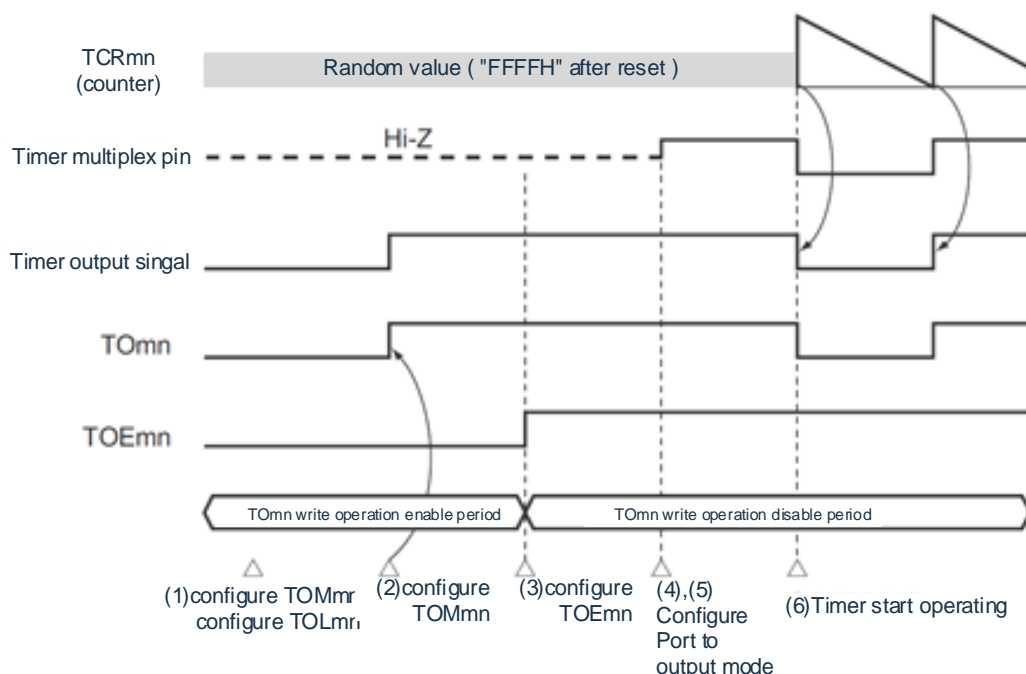 TCRmn
(counter)
Random value ( "FFFFH" after reset )
Hi-Z
Timer multiplex pin
Timer output singal
TOmn
TOEmn
TOmn write operation enable period
TOmn write operation disable period
(1)configure TOMmn
configure TOLmn
(2)configure
TOMmn
(3)configure
TOEmn
(4),(5)
Configure
Port to
output mode
(6)Timer start operating